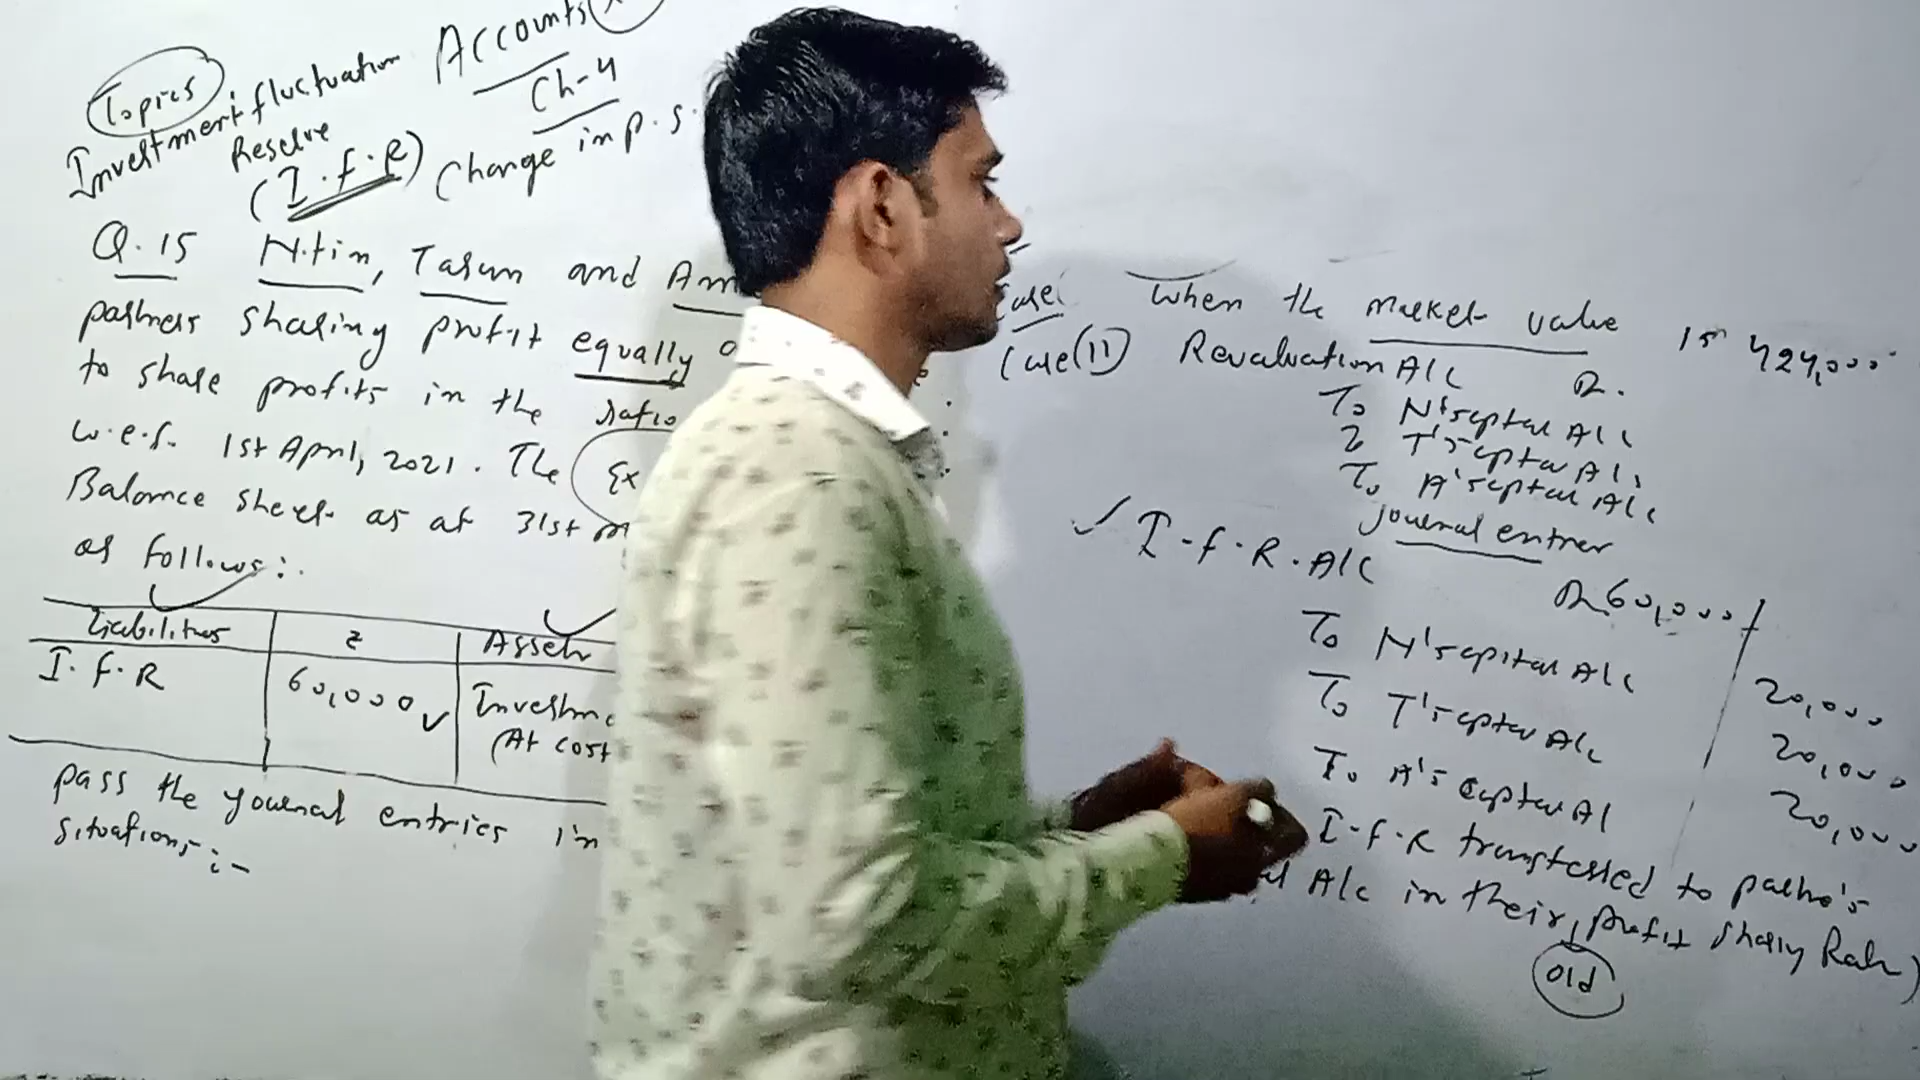 Topics
Accounts
Investment fluctuation
Reserve
(I.F.R)
Ch-4
Change in p.s.
Q.15 Nitin, Tarun and Am
partners sharing profit equally
to share profits in the ratio
w.e.f. 1st April, 2021. The Ex
Balance sheet as at 31st m
as follows:
Liabilities ₹ Assets
I.F.R 60,000 Investm
(At cost
pass the journal entries in
situations:-
Case When the market value is 424,000
Case(II) Revaluation A/c Dr.
To N's capital A/c
To T's capital A/c
To A's capital A/c
journal entries
I.F.R. A/c Dr. 60,000
To N's capital A/c 20,000
To T's capital A/c 20,000
To A's capital A/ 20,000
I.F.R transferred to partner's
A/c in their profit sharing Ratio)
old